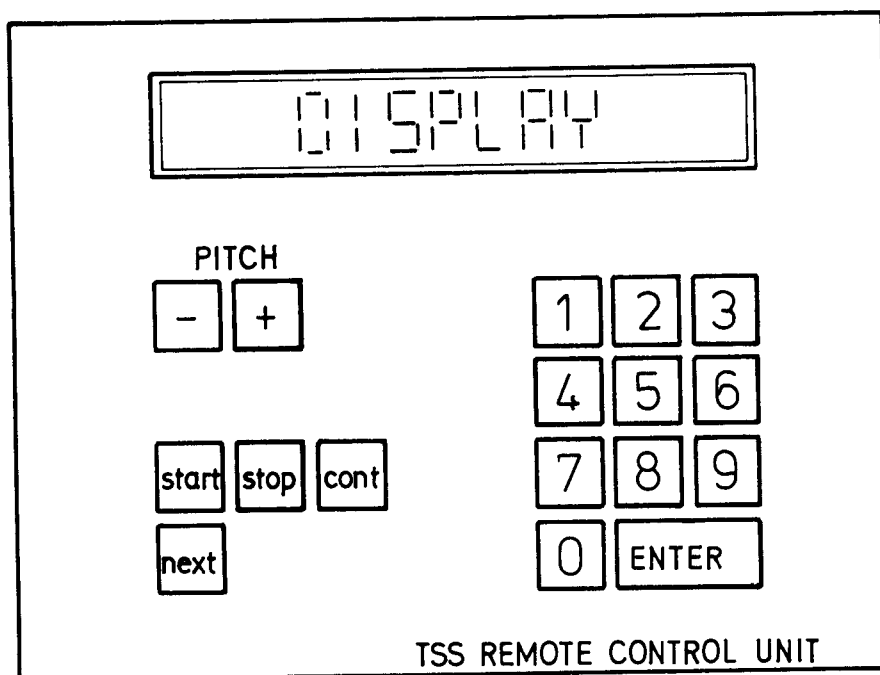 DISPLAY
PITCH
- +
1 2 3
4 5 6
start stop cont
7 8 9
next
0 ENTER
TSS REMOTE CONTROL UNIT